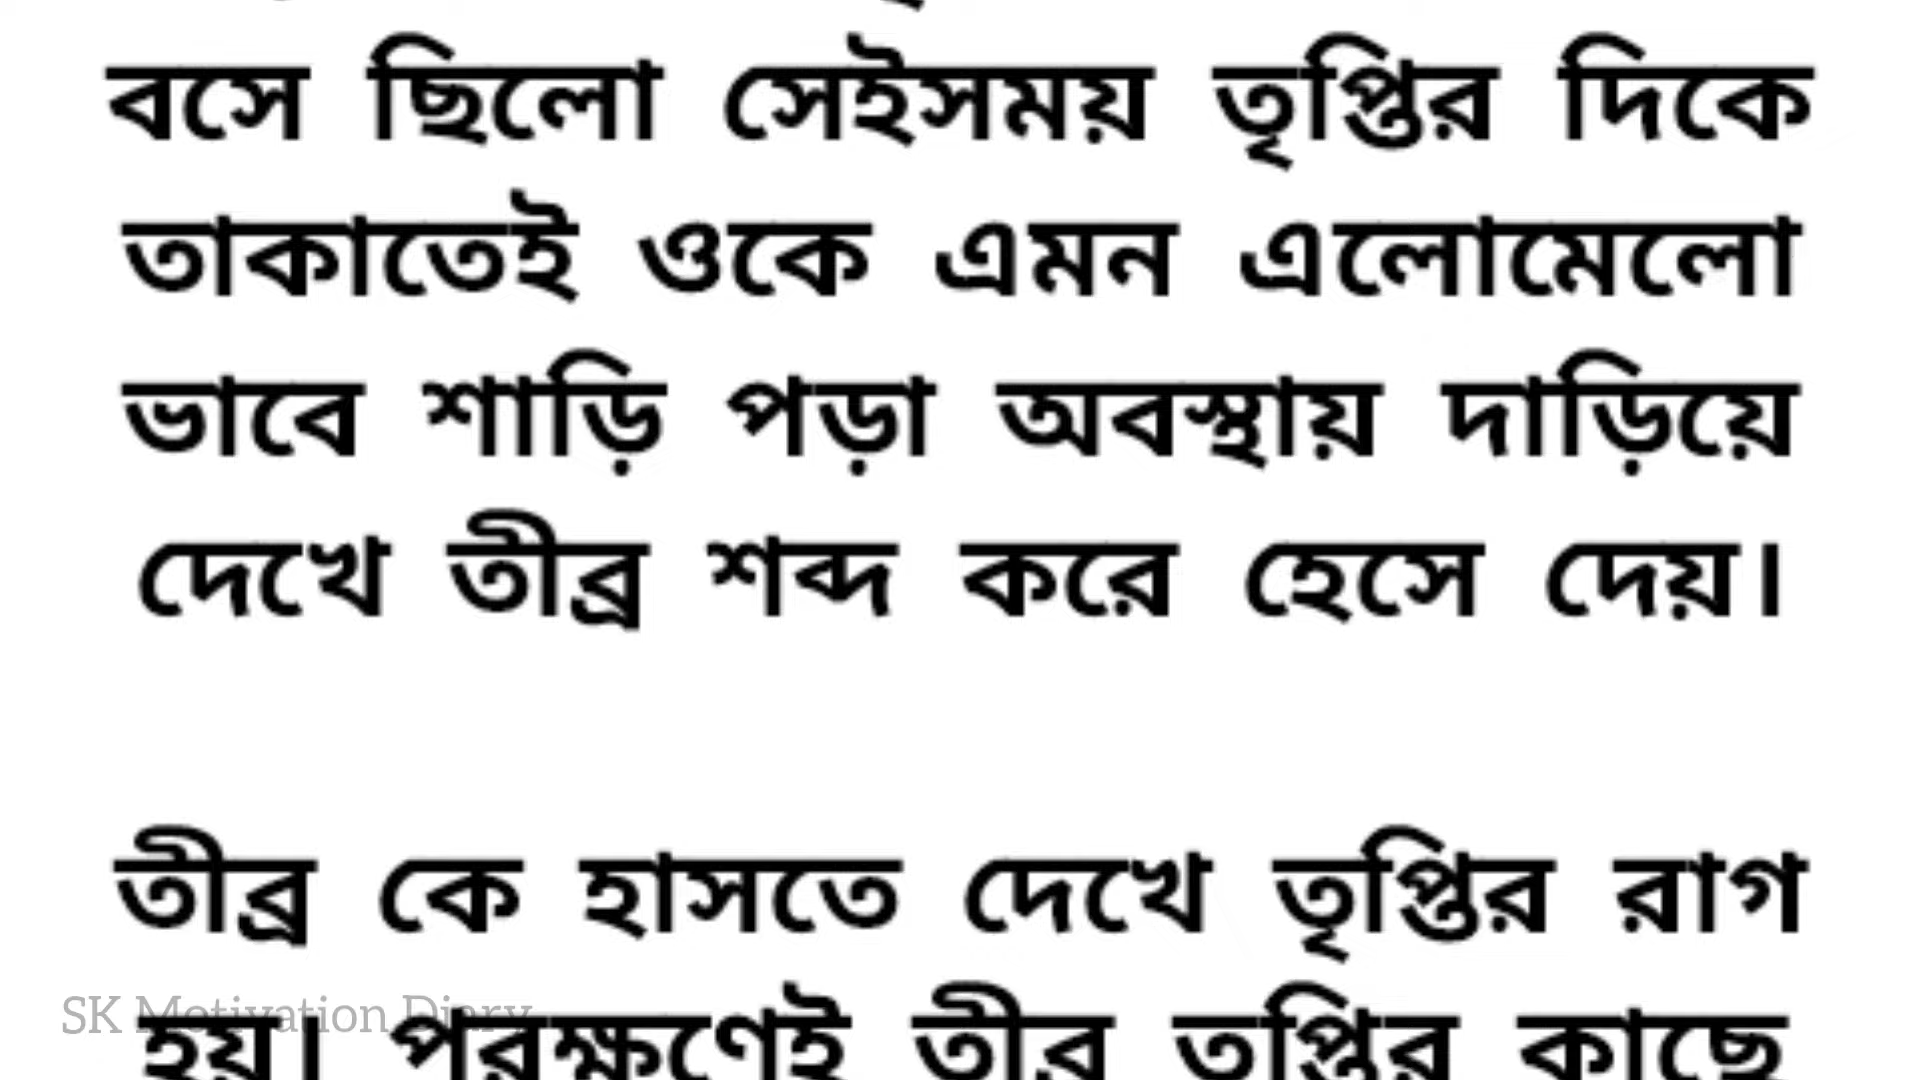 বসে ছিলো সেইসময় তৃপ্তির দিকে
তাকাতেই ওকে এমন এলোমেলো
ভাবে শাড়ি পড়া অবস্থায় দাড়িয়ে
দেখে তীব্র শব্দ করে হেসে দেয়।
তীব্র কে হাসতে দেখে তৃপ্তির রাগ
হয়। পরক্ষণেই তীব্র তৃপ্তির কাছে
SK Motivation Diary